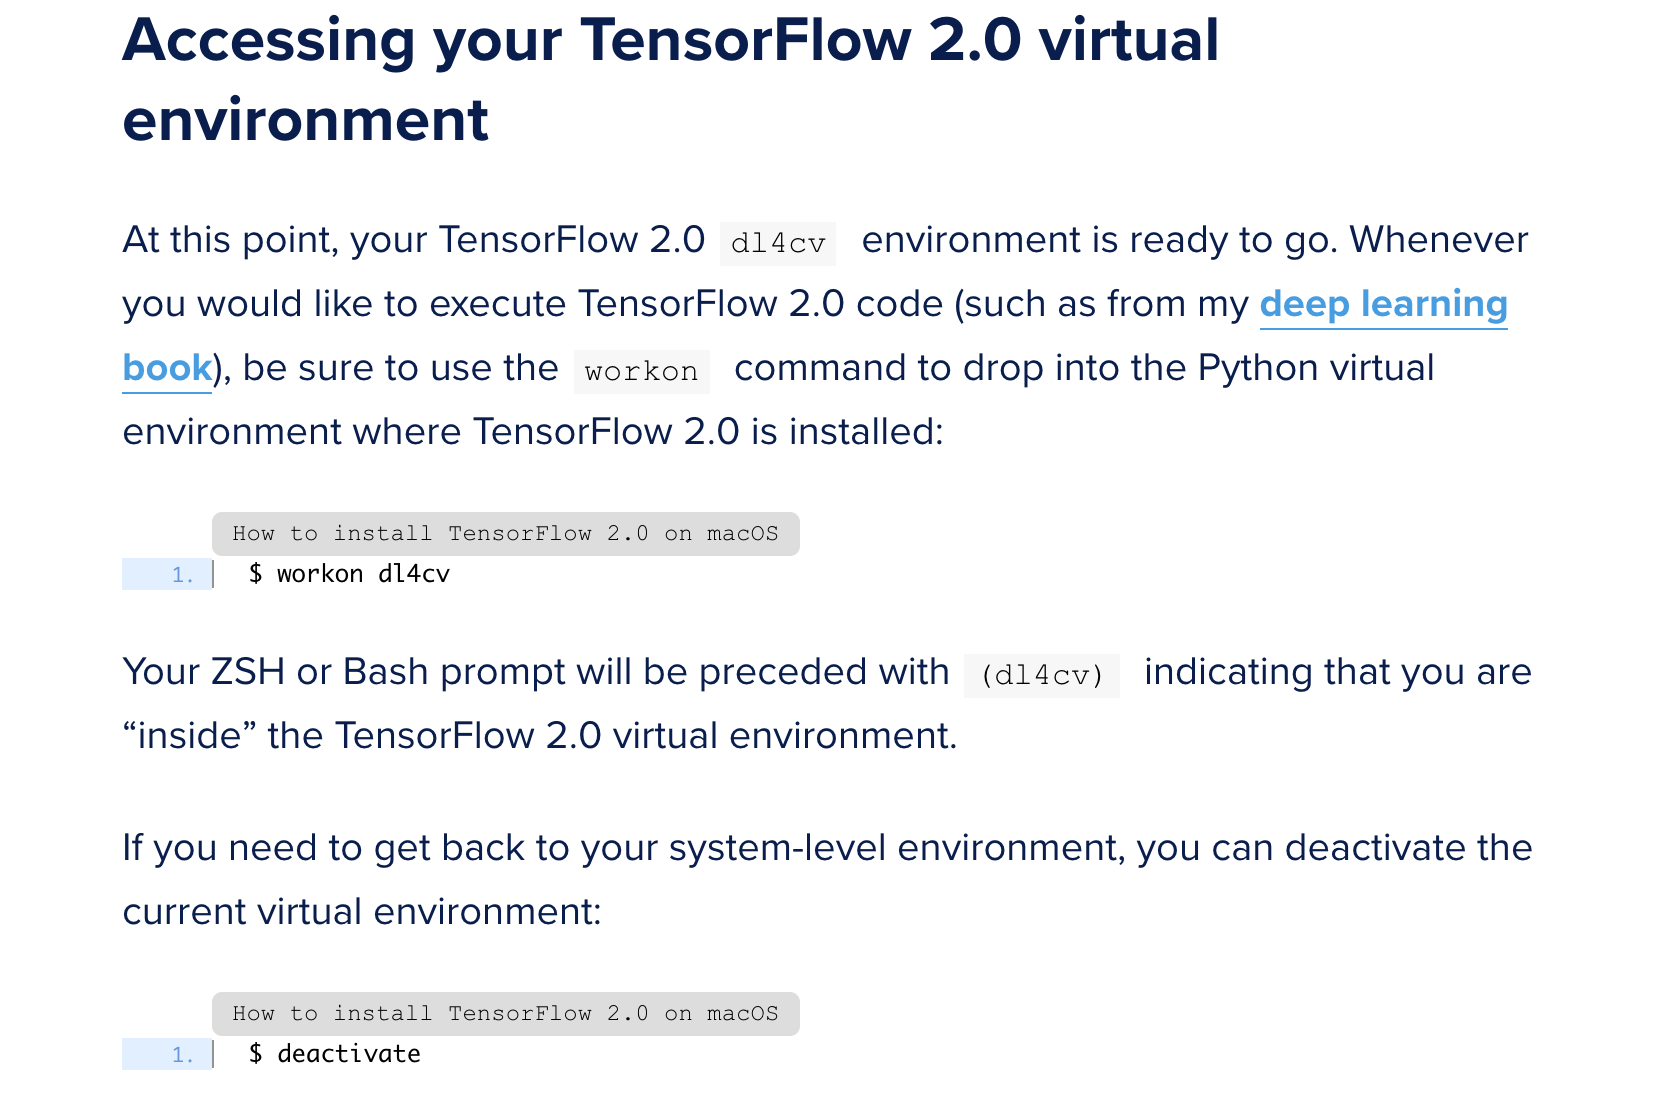 Accessing your TensorFlow 2.0 virtual
environment
At this point, your TensorFlow 2.0 dl4cv environment is ready to go. Whenever
you would like to execute TensorFlow 2.0 code (such as from my deep learning
book), be sure to use the workon command to drop into the Python virtual
environment where TensorFlow 2.0 is installed:
How to install TensorFlow 2.0 on macOS
1. $ workon dl4cv
Your ZSH or Bash prompt will be preceded with (dl4cv) indicating that you are
“inside” the TensorFlow 2.0 virtual environment.
If you need to get back to your system-level environment, you can deactivate the
current virtual environment:
How to install TensorFlow 2.0 on macOS
1. $ deactivate